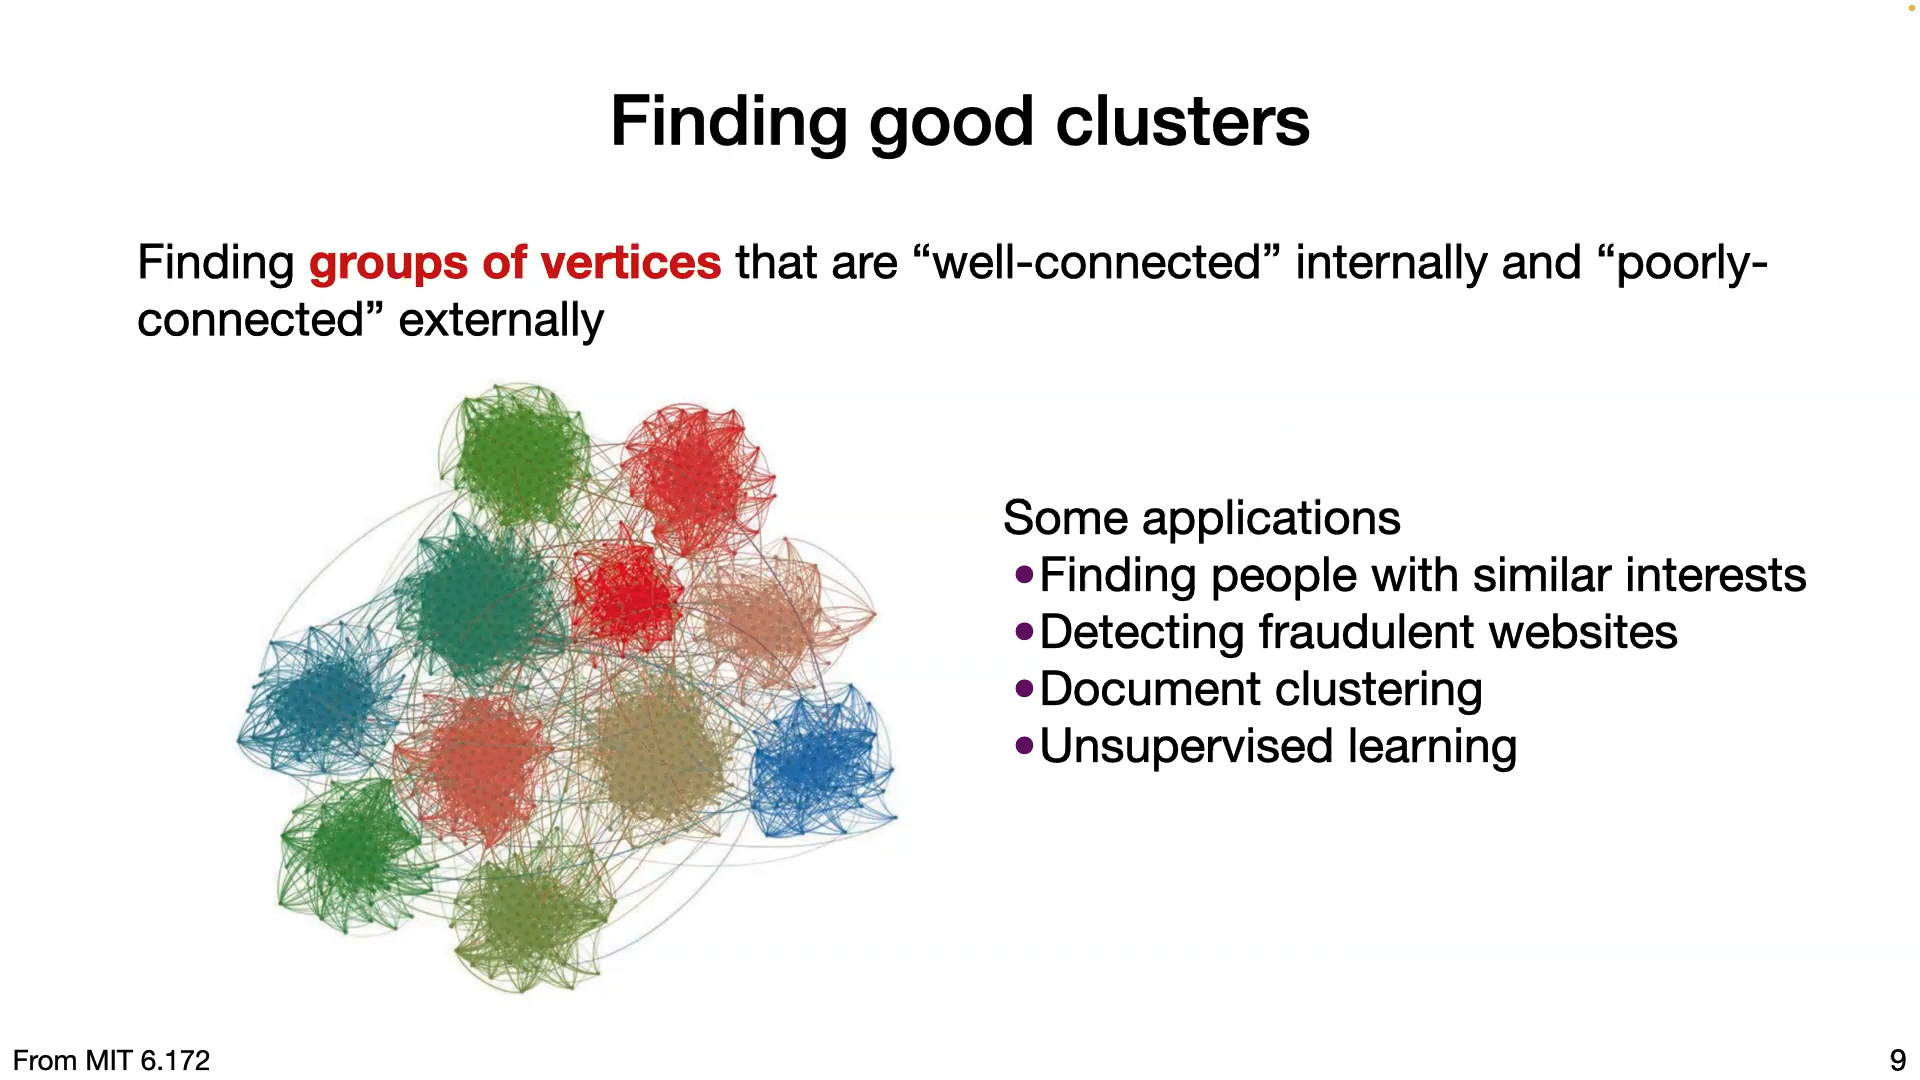 Finding good clusters
Finding groups of vertices that are “well-connected” internally and “poorly-
connected” externally
Some applications
•Finding people with similar interests
•Detecting fraudulent websites
•Document clustering
•Unsupervised learning
From MIT 6.172
9